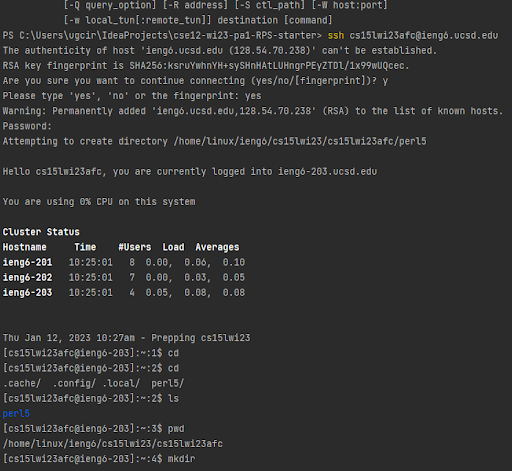 [-Q query_option] [-R address] [-S ctl_path] [-W host:port]
[-w local_tun[:remote_tun]] destination [command]
PS C:\Users\ugcir\IdeaProjects\cse12-wi23-pa1-RPS-starter> ssh cs15lwi23afc@ieng6.ucsd.edu
The authenticity of host 'ieng6.ucsd.edu (128.54.70.238)' can't be established.
RSA key fingerprint is SHA256:ksruYwhnYH+sySHnHAtLUHngrPEyZTDl/1x99wUQcec.
Are you sure you want to continue connecting (yes/no/[fingerprint])? y
Please type 'yes', 'no' or the fingerprint: yes
Warning: Permanently added 'ieng6.ucsd.edu,128.54.70.238' (RSA) to the list of known hosts.
Password:
Attempting to create directory /home/linux/ieng6/cs15lwi23/cs15lwi23afc/perl5
Hello cs15lwi23afc, you are currently logged into ieng6-203.ucsd.edu
You are using 0% CPU on this system
Cluster Status
Hostname Time #Users Load Averages
ieng6-201 10:25:01 8 0.00, 0.06, 0.10
ieng6-202 10:25:01 7 0.00, 0.03, 0.05
ieng6-203 10:25:01 4 0.05, 0.08, 0.08
Thu Jan 12, 2023 10:27am - Prepping cs15lwi23
[cs15lwi23afc@ieng6-203]:~:1$ cd
[cs15lwi23afc@ieng6-203]:~:2$ cd
.cache/ .config/ .local/ perl5/
[cs15lwi23afc@ieng6-203]:~:2$ ls
perl5
[cs15lwi23afc@ieng6-203]:~:3$ pwd
/home/linux/ieng6/cs15lwi23/cs15lwi23afc
[cs15lwi23afc@ieng6-203]:~:4$ mkdir